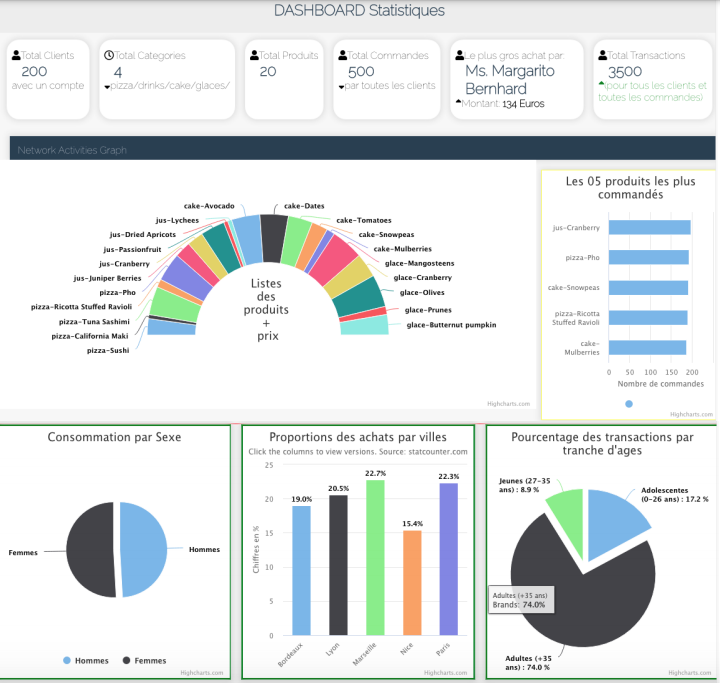 DASHBOARD Statistiques
Total Clients
200
avec un compte
Total Categories
4
pizza/drinks/cake/glaces/
Total Produits
20
Total Commandes
500
par toutes les clients
Le plus gros achat par
Ms. Margarito
Bernhard
Montant: 134 Euros
Total Transactions
3500
(pour tous les clients et
toutes les commandes)
Network Activities Graph
cake-Avocado
jus-Lychees
jus-Dried Apricots
jus-Passionfruit
jus-Cranberry
jus-Juniper Berries
pizza-Pho
pizza-Ricotta Stuffed Ravioli
pizza-Tuna Sashimi
pizza-California Maki
pizza-Sushi
cake-Dates
cake-Tomatoes
cake-Snowpeas
cake-Mulberries
glace-Mangosteens
glace-Cranberry
glace-Olives
glace-Prunes
glace-Butternut pumpkin
Listes
des
produits
+
prix
Highcharts.com
Les 05 produits les plus
commandés
jus-Cranberry
pizza-Pho
cake-Snowpeas
pizza-Ricotta
Stuffed Ravioli
cake-
Mulberries
0 50 100 150 200
Nombre de commandes
Highcharts.com
Consommation par Sexe
Femmes
Hommes
Hommes Femmes
Highcharts.com
Proportions des achats par villes
Click the columns to view versions. Source: statcounter.com
Chiffres en %
25
20
15
10
5
0
19.0%
20.5%
22.7%
15.4%
22.3%
Bordeaux
Lyon
Marseille
Nice
Paris
Highcharts.com
Pourcentage des transactions par
tranche d'ages
Jeunes (27-35
ans) : 8.9 %
Adolescentes
(0-26 ans) : 17.2 %
Adultes (+35 ans)
Brands: 74.0%
Adultes (+35
ans) : 74.0 %
Highcharts.com